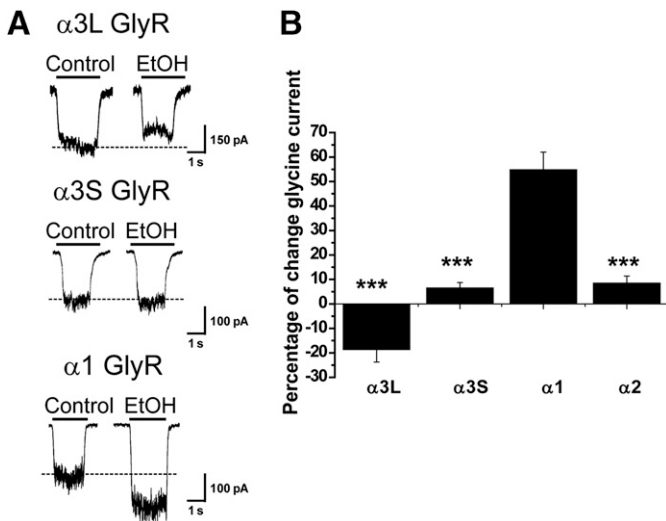 A
α3L GlyR
Control EtOH
150 pA
1 s
α3S GlyR
Control EtOH
100 pA
1 s
α1 GlyR
Control EtOH
100 pA
1 s
B
Percentage of change glycine current
70
60
50
40
30
20
10
0
-10
-20
-30
***
***
***
α3L α3S α1 α2